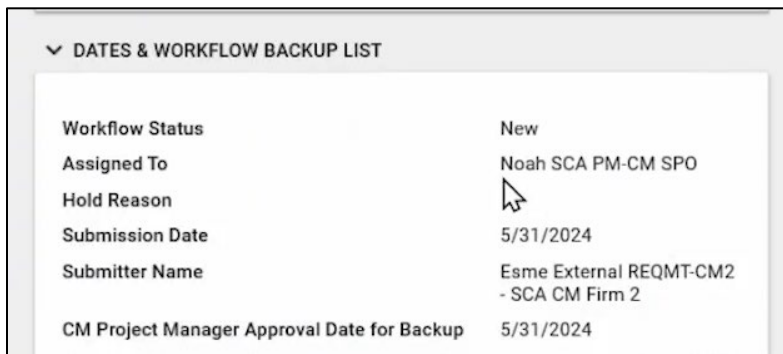 DATES & WORKFLOW BACKUP LIST
Workflow Status New
Assigned To Noah SCA PM-CM SPO
Hold Reason
Submission Date 5/31/2024
Submitter Name Esme External REQMT-CM2
- SCA CM Firm 2
CM Project Manager Approval Date for Backup 5/31/2024